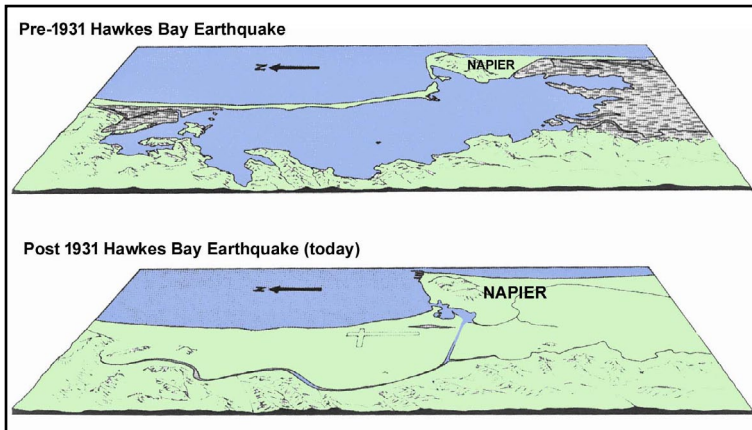 Pre-1931 Hawkes Bay Earthquake
NAPIER
N
Post 1931 Hawkes Bay Earthquake (today)
NAPIER
N